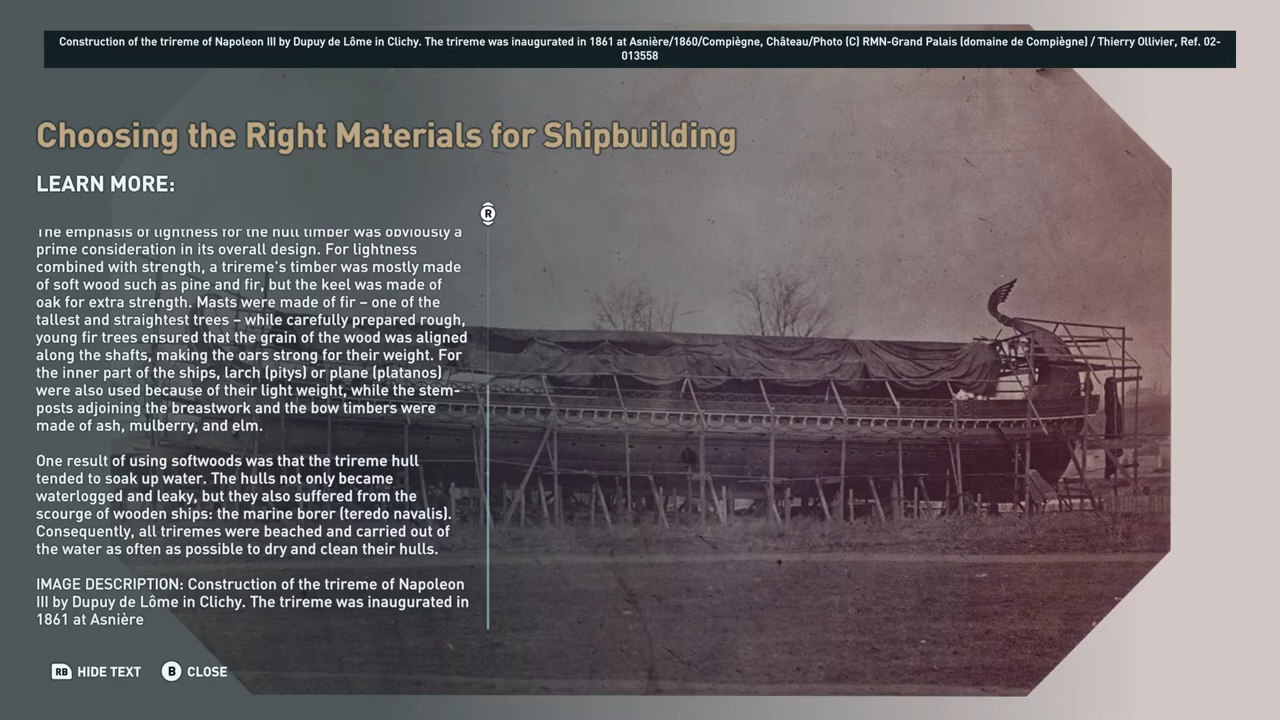 Construction of the trireme of Napoleon III by Dupuy de Lôme in Clichy. The trireme was inaugurated in 1861 at Asnière/1860/Compiègne, Château/Photo (C) RMN-Grand Palais (domaine de Compiègne) / Thierry Ollivier, Ref. 02-
013558
Choosing the Right Materials for Shipbuilding
LEARN MORE:
R
The emphasis of lightness for the hull timber was obviously a
prime consideration in its overall design. For lightness
combined with strength, a trireme's timber was mostly made
of soft wood such as pine and fir, but the keel was made of
oak for extra strength. Masts were made of fir – one of the
tallest and straightest trees – while carefully prepared rough,
young fir trees ensured that the grain of the wood was aligned
along the shafts, making the oars strong for their weight. For
the inner part of the ships, larch (pitys) or plane (platanos)
were also used because of their light weight, while the stem-
posts adjoining the breastwork and the bow timbers were
made of ash, mulberry, and elm.
One result of using softwoods was that the trireme hull
tended to soak up water. The hulls not only became
waterlogged and leaky, but they also suffered from the
scourge of wooden ships: the marine borer (teredo navalis).
Consequently, all triremes were beached and carried out of
the water as often as possible to dry and clean their hulls.
IMAGE DESCRIPTION: Construction of the trireme of Napoleon
III by Dupuy de Lôme in Clichy. The trireme was inaugurated in
1861 at Asnière
RB HIDE TEXT B CLOSE